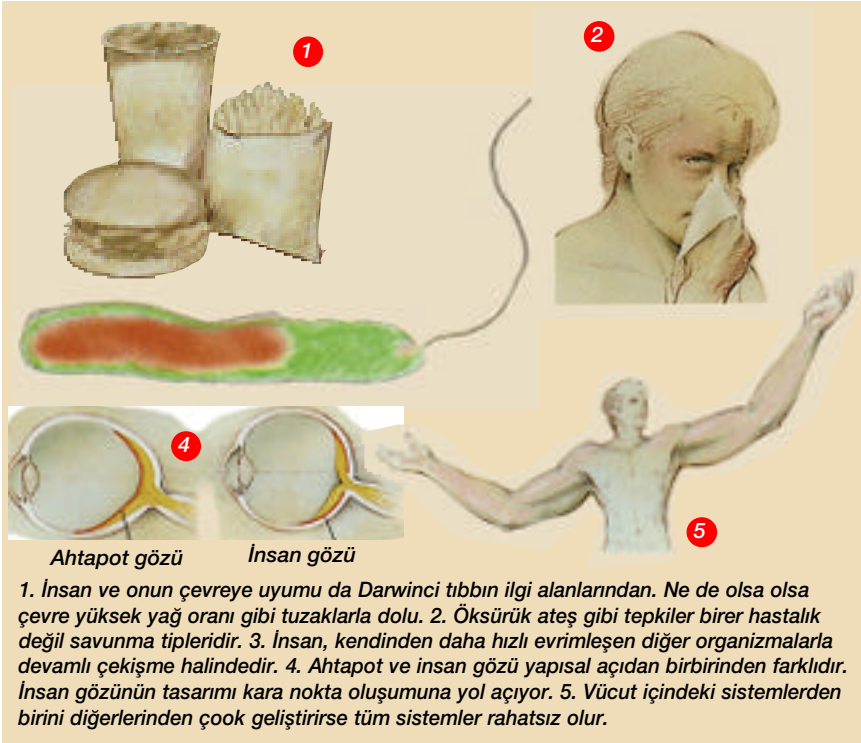 1
2
4
5
Ahtapot gözü
İnsan gözü
1. İnsan ve onun çevreye uyumu da Darwinci tıbbın ilgi alanlarından. Ne de olsa olsa
çevre yüksek yağ oranı gibi tuzaklarla dolu. 2. Öksürük ateş gibi tepkiler birer hastalık
değil savunma tipleridir. 3. İnsan, kendinden daha hızlı evrimleşen diğer organizmalarla
devamlı çekişme halindedir. 4. Ahtapot ve insan gözü yapısal açıdan birbirinden farklıdır.
İnsan gözünün tasarımı kara nokta oluşumuna yol açıyor. 5. Vücut içindeki sistemlerden
birini diğerlerinden çook geliştirirse tüm sistemler rahatsız olur.